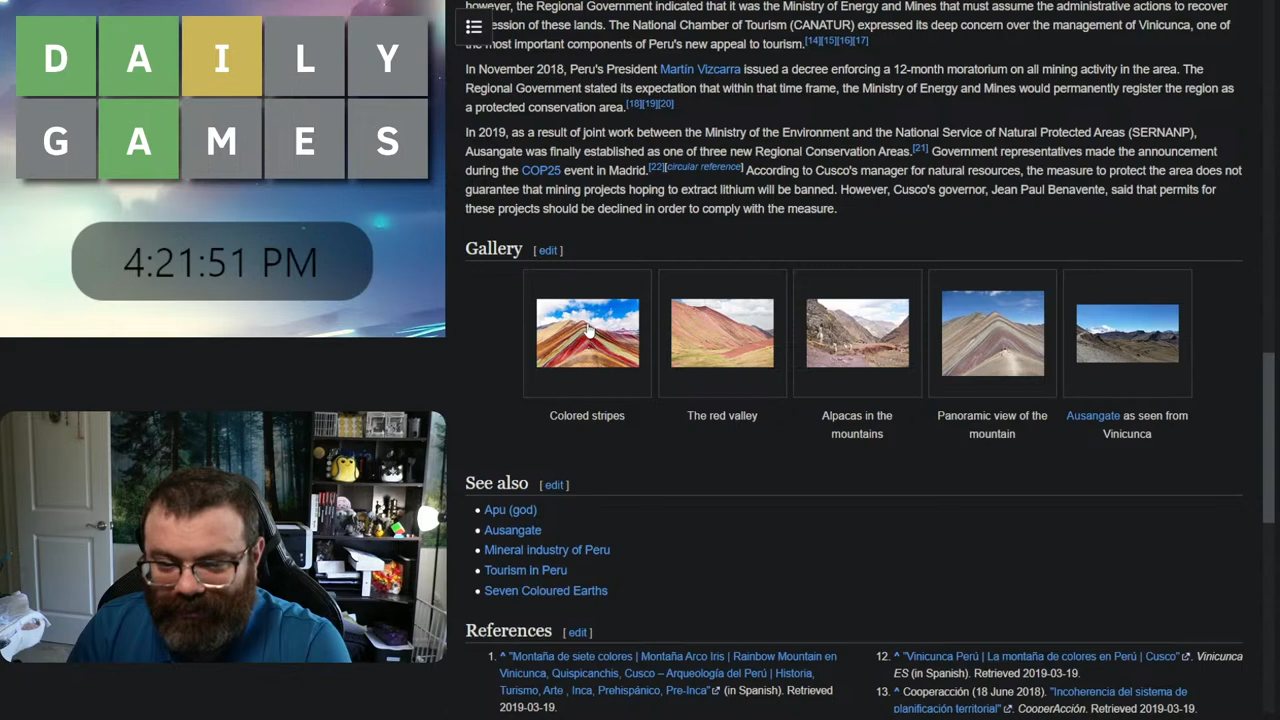 DAILY
GAMES
4:21:51 PM
however, the Regional Government indicated that it was the Ministry of Energy and Mines that must assume the administrative actions to recover
ession of these lands. The National Chamber of Tourism (CANATUR) expressed its deep concern over the management of Vinicunca, one of
most important components of Peru's new appeal to tourism.[14][15][16][17]
In November 2018, Peru's President Martín Vizcarra issued a decree enforcing a 12-month moratorium on all mining activity in the area. The
Regional Government stated its expectation that within that time frame, the Ministry of Energy and Mines would permanently register the region as
a protected conservation area.[18][19][20]
In 2019, as a result of joint work between the Ministry of the Environment and the National Service of Natural Protected Areas (SERNANP),
Ausangate was finally established as one of three new Regional Conservation Areas.[21] Government representatives made the announcement
during the COP25 event in Madrid.[22][circular reference] According to Cusco's manager for natural resources, the measure to protect the area does not
guarantee that mining projects hoping to extract lithium will be banned. However, Cusco's governor, Jean Paul Benavente, said that permits for
these projects should be declined in order to comply with the measure.
Gallery [ edit ]
Colored stripes
The red valley
Alpacas in the
mountains
Panoramic view of the
mountain
Ausangate as seen from
Vinicunca
See also [ edit ]
• Apu (god)
• Ausangate
• Mineral industry of Peru
• Tourism in Peru
• Seven Coloured Earths
References [ edit ]
1. ^ "Montaña de siete colores | Montaña Arco Iris | Rainbow Mountain en
Vinicunca, Quispicanchis, Cusco – Arqueología del Perú | Historia,
Turismo, Arte , Inca, Prehispánico, Pre-Inca" (in Spanish). Retrieved
2019-03-19.
12. ^ "Vinicunca Perú | La montaña de colores en Perú | Cusco". Vinicunca
ES (in Spanish). Retrieved 2019-03-19.
13. ^ Cooperacción (18 June 2018). "Incoherencia del sistema de
planificación territorial". CooperAcción. Retrieved 2019-03-19.